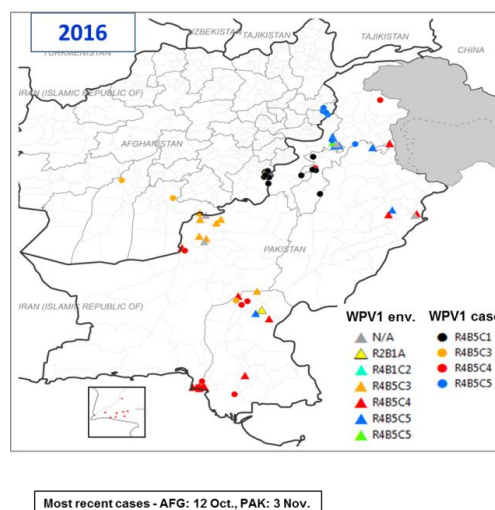 2016
UZBEKISTAN
TAJIKISTAN
TAJIKISTAN
TURKMENISTAN
CHINA
IRAN (ISLAMIC REPUBLIC OF)
AFGHANISTAN
PAKISTAN
IRAN (ISLAMIC REPUBLIC OF)
WPV1 env. WPV1 case
N/A R4B5C1
R2B1A R4B5C3
R4B1C2 R4B5C4
R4B5C3 R4B5C5
R4B5C4
R4B5C5
R4B5C5
Most recent cases - AFG: 12 Oct., PAK: 3 Nov.